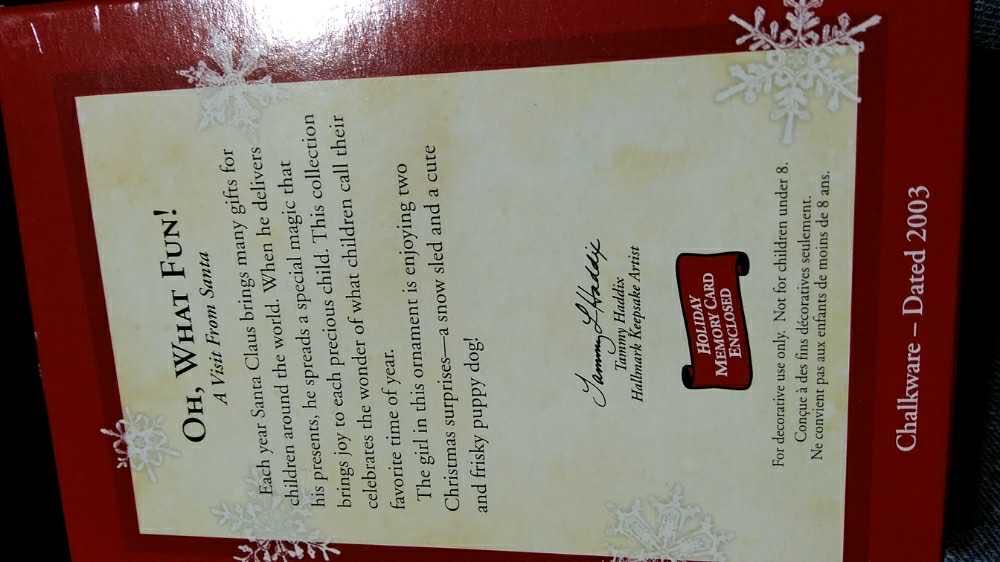 OH, WHAT FUN!
A Visit From Santa
Each year Santa Claus brings many gifts for
children around the world. When he delivers
his presents, he spreads a special magic that
brings joy to each precious child. This collection
celebrates the wonder of what children call their
favorite time of year.
The girl in this ornament is enjoying two
Christmas surprises—a snow sled and a cute
and frisky puppy dog!
Tammy L Haddix
Tammy Haddix
Hallmark Keepsake Artist
HOLIDAY
MEMORY CARD
ENCLOSED
For decorative use only. Not for children under 8.
Conçue à des fins décoratives seulement.
Ne convient pas aux enfants de moins de 8 ans.
Chalkware – Dated 2003